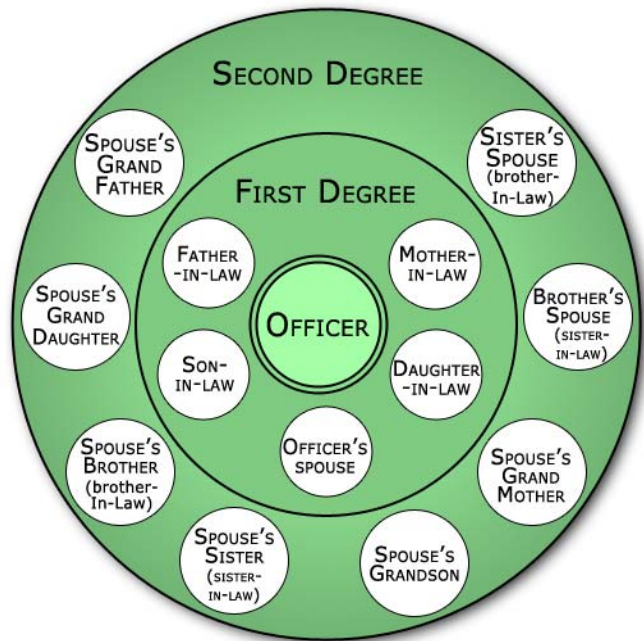 SECOND DEGREE
SPOUSE'S
GRAND
FATHER
SISTER'S
SPOUSE
(brother-
In-Law)
FIRST DEGREE
FATHER
-IN-LAW
MOTHER-
IN-LAW
SPOUSE'S
GRAND
DAUGHTER
OFFICER
BROTHER'S
SPOUSE
(SISTER-
IN-LAW)
SON-
IN-LAW
DAUGHTER
-IN-LAW
SPOUSE'S
BROTHER
(brother-
In-Law)
OFFICER'S
SPOUSE
SPOUSE'S
GRAND
MOTHER
SPOUSE'S
SISTER
(SISTER-
IN-LAW)
SPOUSE'S
GRANDSON